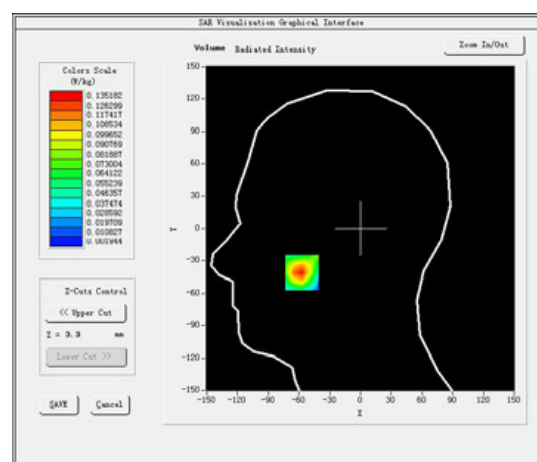 SAR Visualisation Graphical Interface
Volume Radiated Intensity
Zoom In/Out
Colors Scale
(W/kg)
0.135182
0.126299
0.117417
0.108534
0.099652
0.090769
0.081887
0.073004
0.064122
0.055239
0.046357
0.037474
0.028592
0.019709
0.010827
0.001944
150
120
90
60
30
0
-30
-60
-90
-120
-150
Y
-150 -120 -90 -60 -30 0 30 60 90 120 150
X
Z-Cuts Control
<< Upper Cut
Z = 3.3 mm
Lower Cut >>
SAVE Cancel